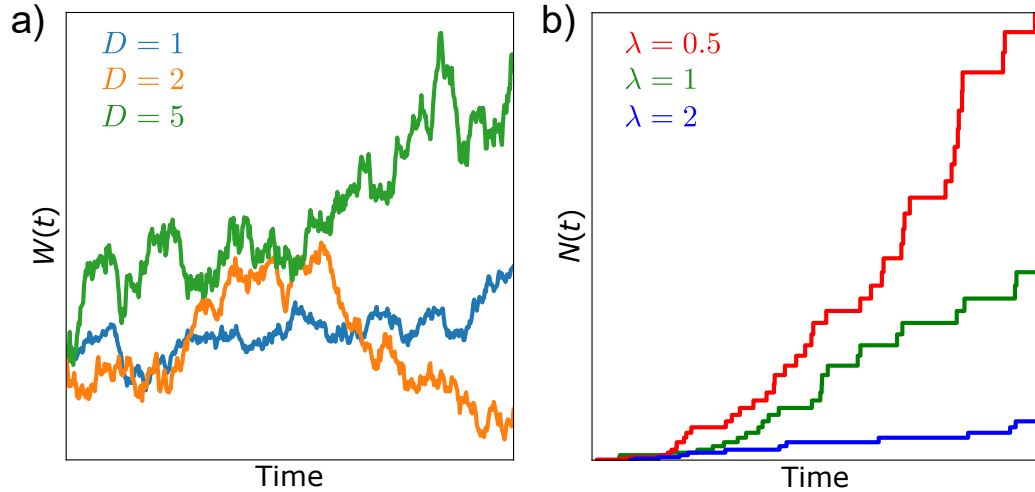 a)
D = 1
D = 2
D = 5
W(t)
Time
b)
λ = 0.5
λ = 1
λ = 2
N(t)
Time